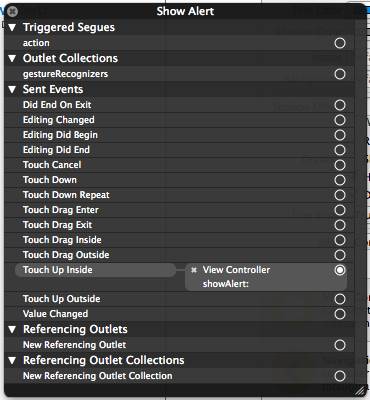 Show Alert
Triggered Segues
action
Outlet Collections
gestureRecognizers
Sent Events
Did End On Exit
Editing Changed
Editing Did Begin
Editing Did End
Touch Cancel
Touch Down
Touch Down Repeat
Touch Drag Enter
Touch Drag Exit
Touch Drag Inside
Touch Drag Outside
Touch Up Inside View Controller
showAlert:
Touch Up Outside
Value Changed
Referencing Outlets
New Referencing Outlet
Referencing Outlet Collections
New Referencing Outlet Collection